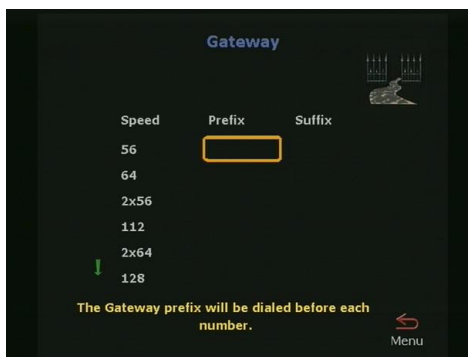 Gateway
Speed Prefix Suffix
56
64
2x56
112
2x64
128
The Gateway prefix will be dialed before each
number.
Menu